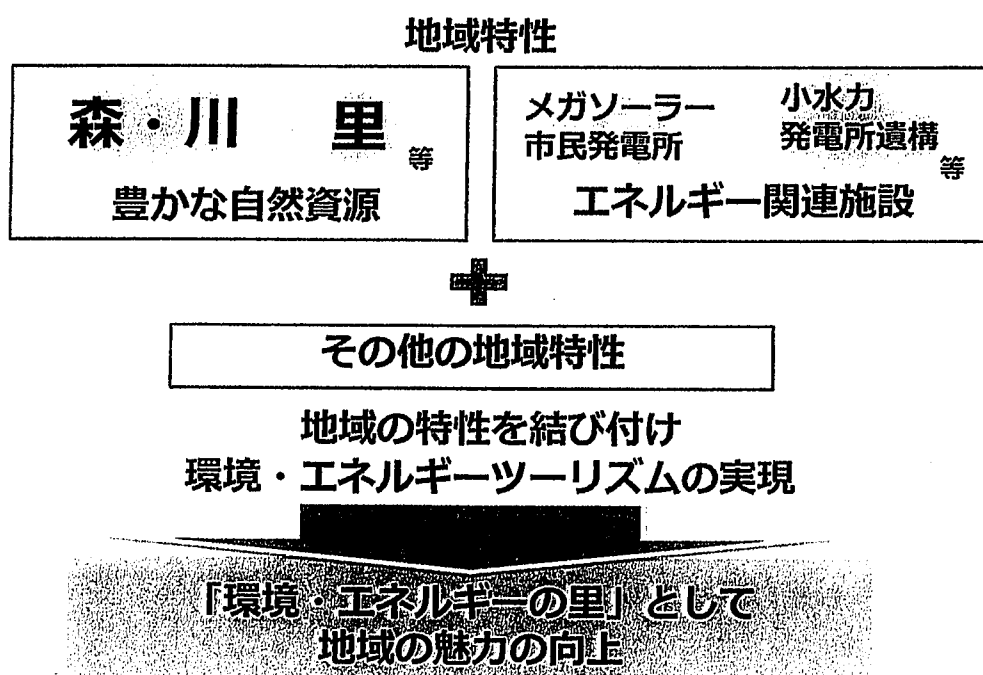 地域特性
森・川 里 等
豊かな自然資源
メガソーラー 小水力
市民発電所 発電所遺構 等
エネルギー関連施設
その他の地域特性
地域の特性を結び付け
環境・エネルギーツーリズムの実現
「環境・エネルギーの里」として
地域の魅力の向上